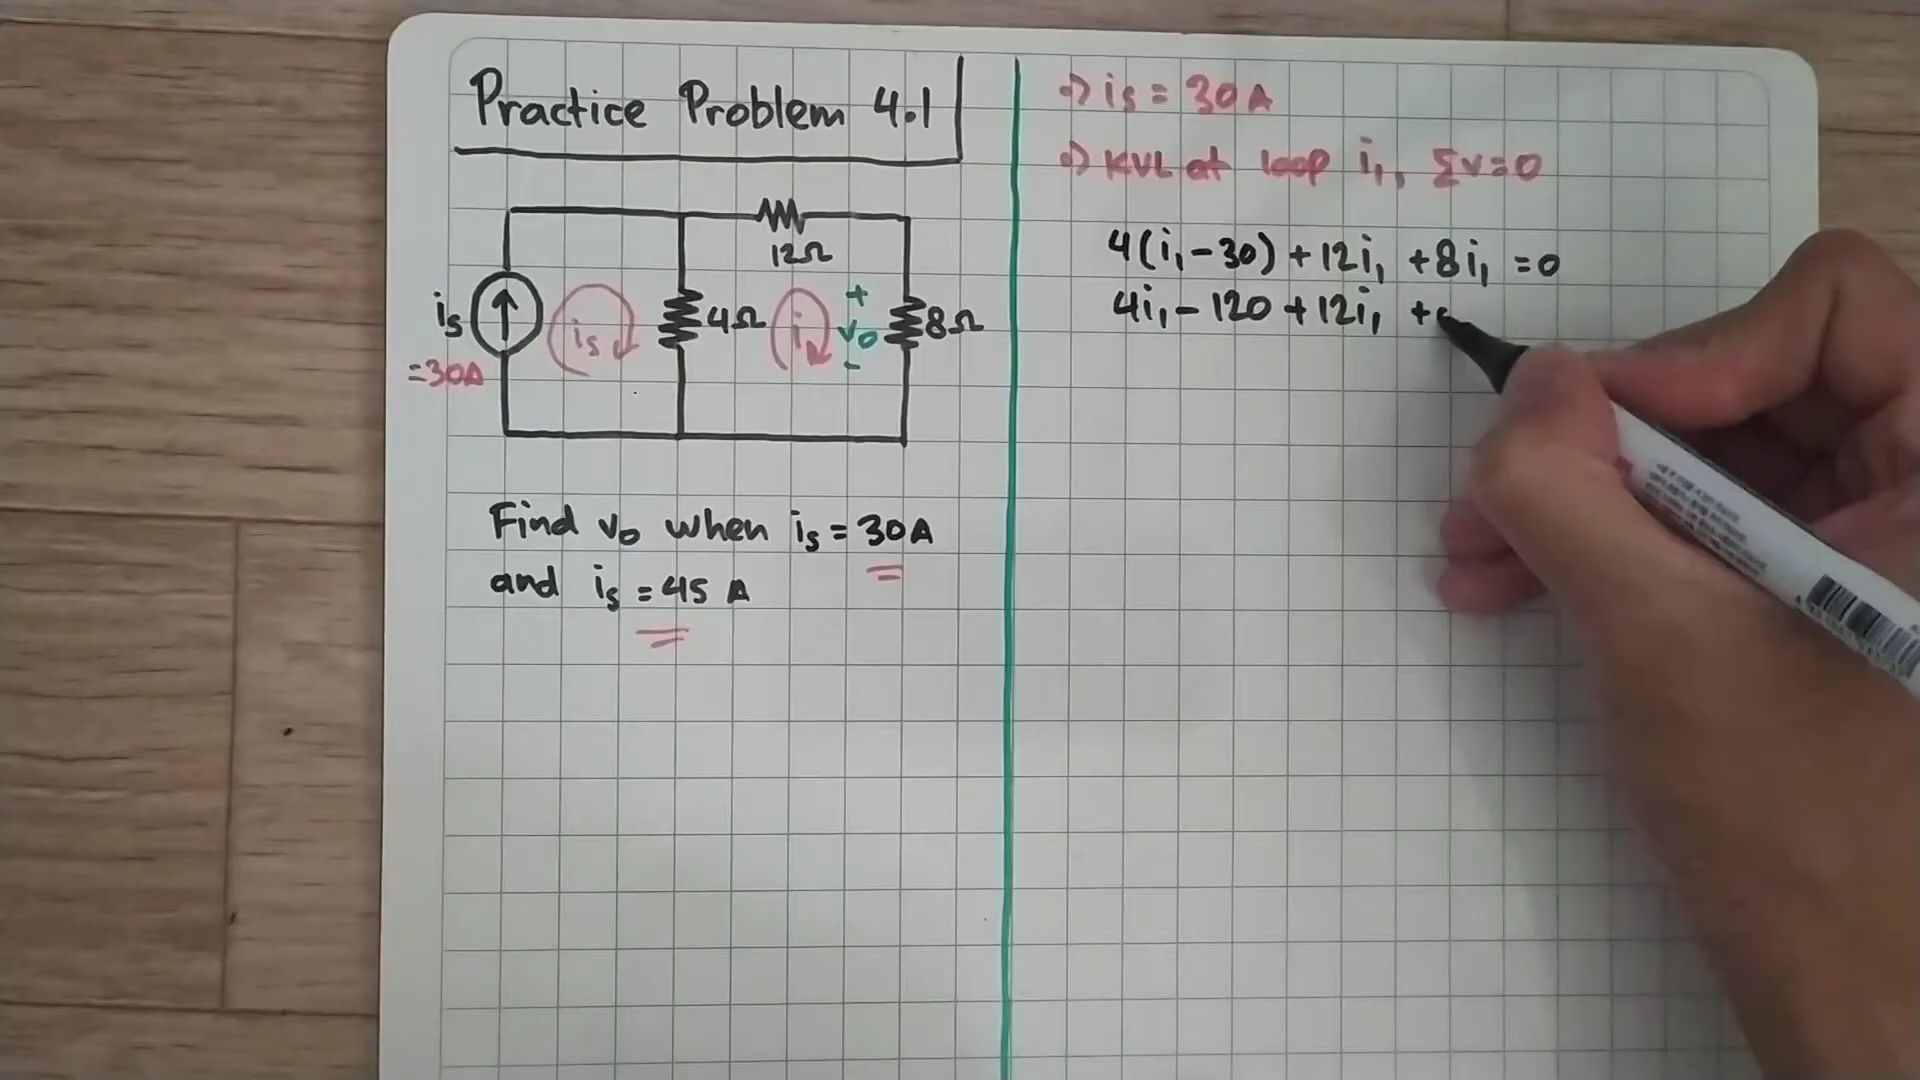 Practice Problem 4.1
12Ω
is
=30A
is
4Ω
i
+
vo
-
8Ω
Find vo when is = 30A
and is = 45 A
is = 30A
KVL at loop i1, Σv=0
4(i1-30) + 12i1 + 8i1 = 0
4i1 - 120 + 12i1 +